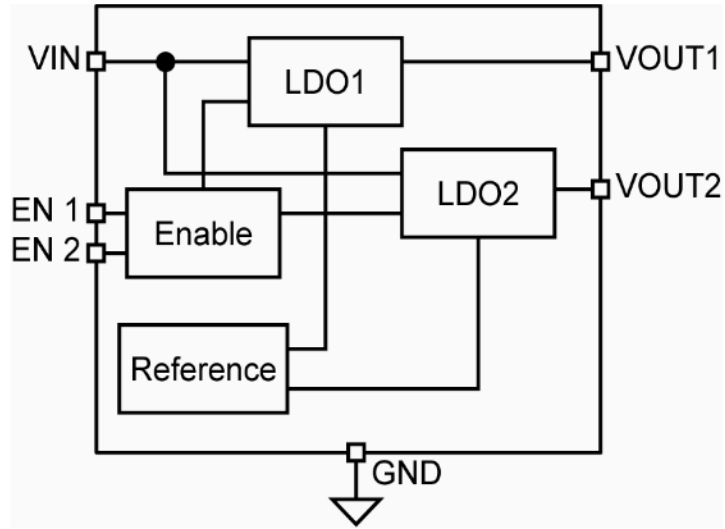 VIN
LDO1
VOUT1
LDO2
VOUT2
EN 1
Enable
EN 2
Reference
GND